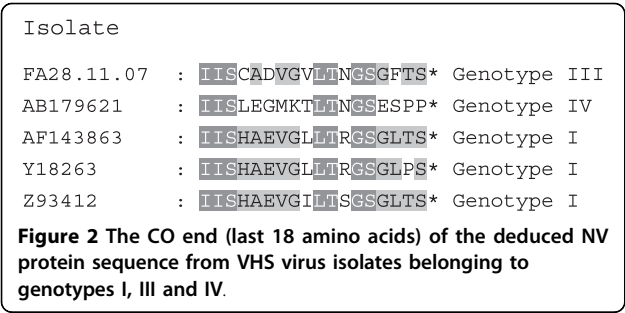 Isolate
FA28.11.07 : IISCADVGVLTNGSGFTS* Genotype III
AB179621 : IISLEGMKTLTNGSESPP* Genotype IV
AF143863 : IISHAEVGLLTRGSGLTS* Genotype I
Y18263 : IISHAEVGLLTRGSGLPS* Genotype I
Z93412 : IISHAEVGILTSGSGLTS* Genotype I
Figure 2 The CO end (last 18 amino acids) of the deduced NV
protein sequence from VHS virus isolates belonging to
genotypes I, III and IV.